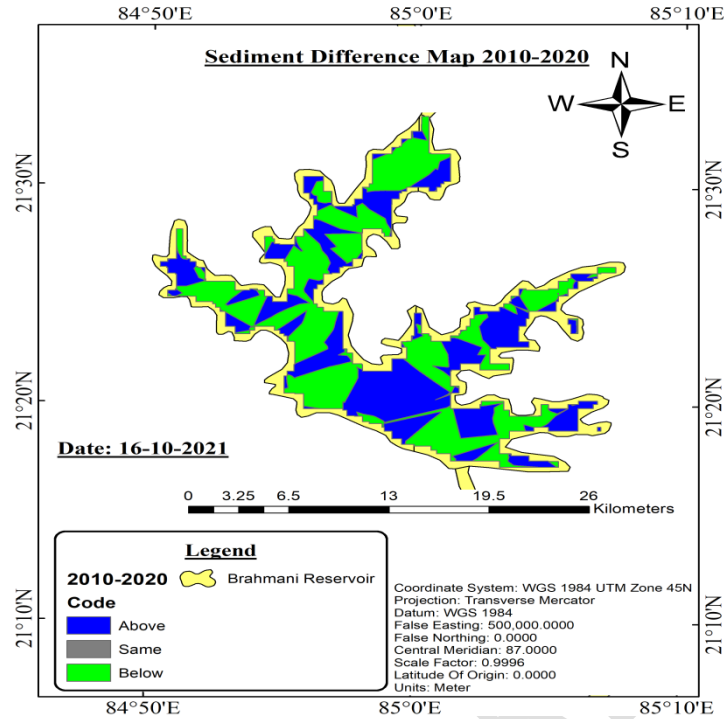 84°50'E 85°0'E 85°10'E
Sediment Difference Map 2010-2020
N
W E
S
21°30'N 21°30'N
21°20'N 21°20'N
Date: 16-10-2021
0 3.25 6.5 13 19.5 26
Kilometers
Legend
2010-2020 Brahmani Reservoir
Code
Above
Same
Below
Coordinate System: WGS 1984 UTM Zone 45N
Projection: Transverse Mercator
Datum: WGS 1984
False Easting: 500,000.0000
False Northing: 0.0000
Central Meridian: 87.0000
Scale Factor: 0.9996
Latitude Of Origin: 0.0000
Units: Meter
21°10'N 21°10'N
84°50'E 85°0'E 85°10'E